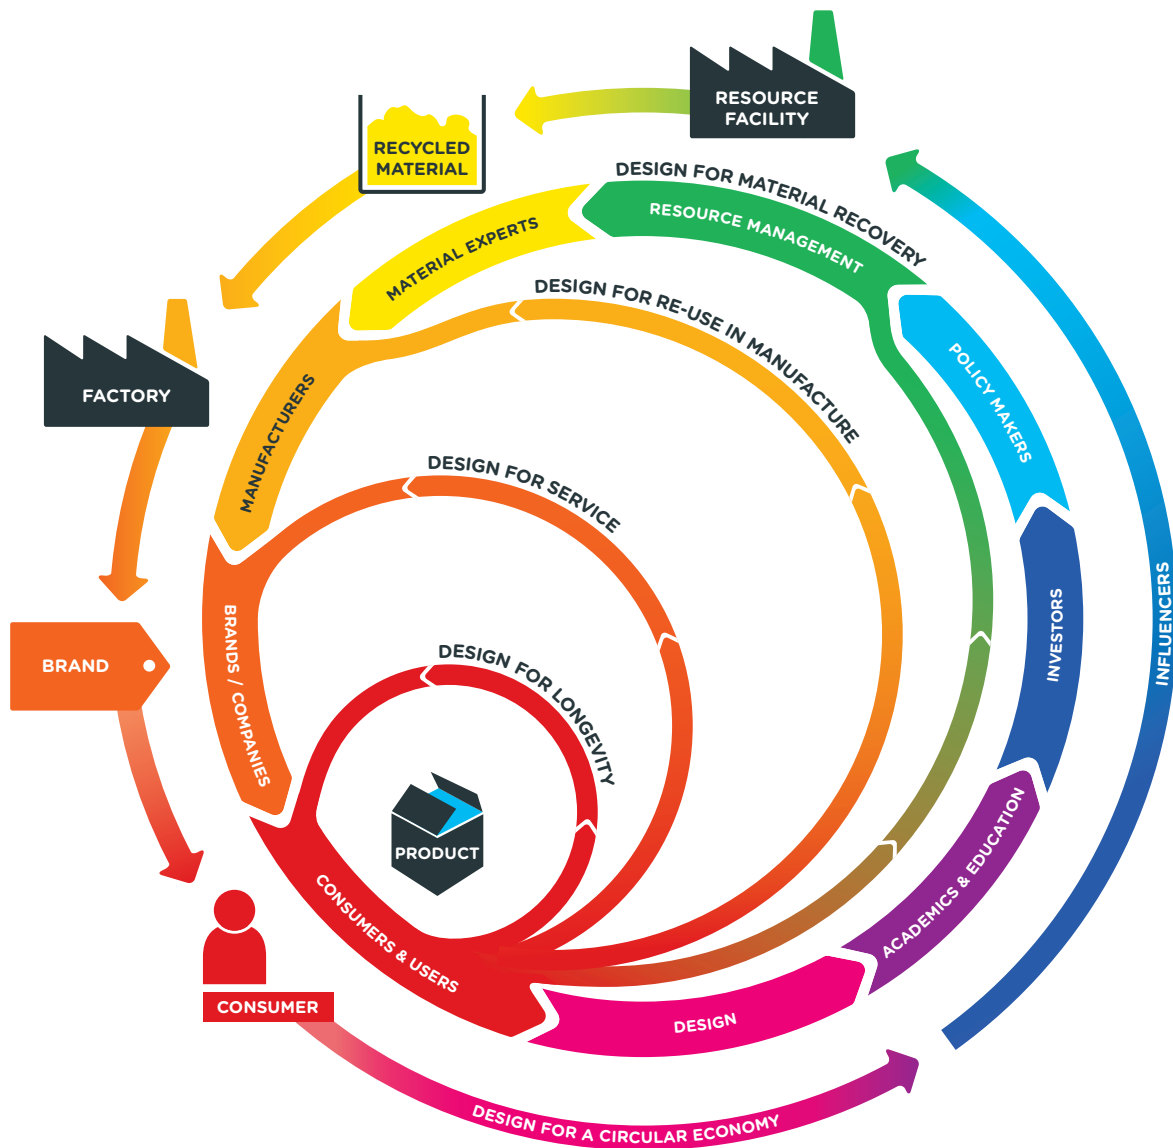 RESOURCE
FACILITY
RECYCLED
MATERIAL
FACTORY
BRAND
CONSUMER
DESIGN FOR A CIRCULAR ECONOMY
INFLUENCERS
DESIGN FOR MATERIAL RECOVERY
RESOURCE MANAGEMENT
MATERIAL EXPERTS
MANUFACTURERS
BRANDS / COMPANIES
CONSUMERS & USERS
DESIGN
ACADEMICS & EDUCATION
INVESTORS
POLICY MAKERS
DESIGN FOR RE-USE IN MANUFACTURE
DESIGN FOR SERVICE
DESIGN FOR LONGEVITY
PRODUCT